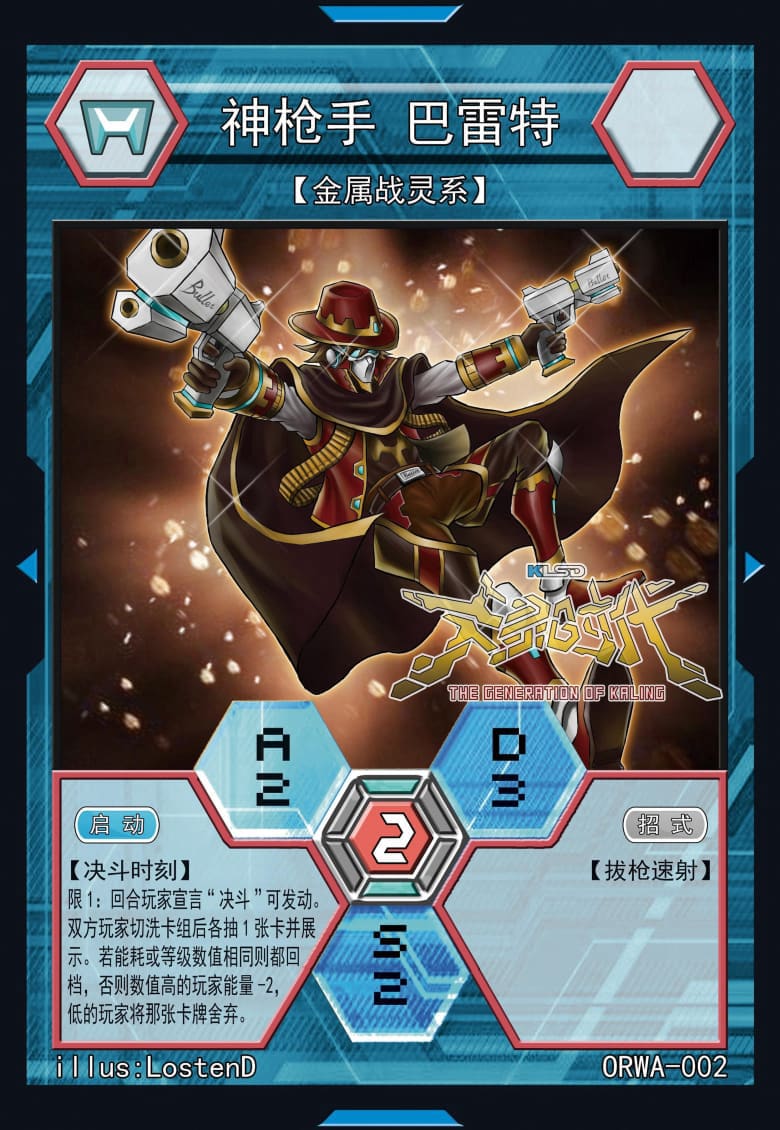 神枪手 巴雷特
【金属战灵系】
Bullet
Bullet
KLSD
THE GENERATION OF KALING
A
2
D
3
2
S
2
启动
【决斗时刻】
限1：回合玩家宣言“决斗”可发动。
双方玩家切洗卡组后各抽1张卡并展
示。若能耗或等级数值相同则都回
档，否则数值高的玩家能量-2，
低的玩家将那张卡牌舍弃。
招式
【拔枪速射】
illus:LostenD
ORWA-002